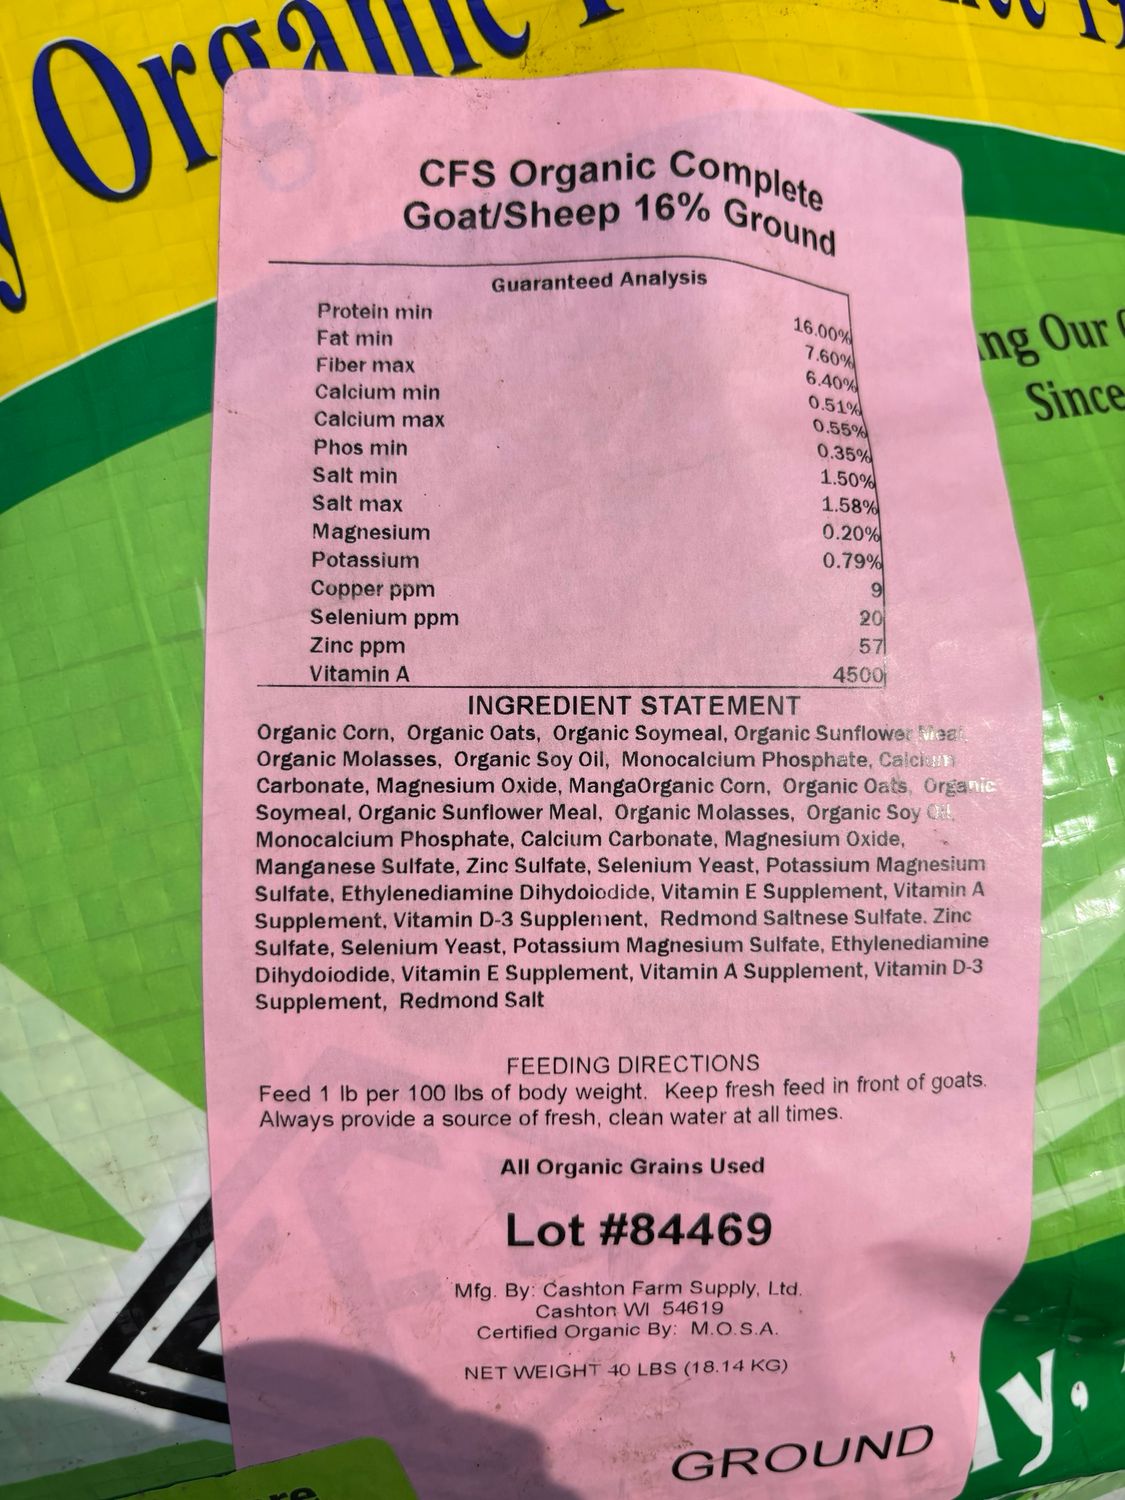 Organic
CFS Organic Complete
Goat/Sheep 16% Ground
Guaranteed Analysis
Protein min 16.00%
Fat min 7.60%
Fiber max 6.40%
Calcium min 0.51%
Calcium max 0.55%
Phos min 0.35%
Salt min 1.50%
Salt max 1.58%
Magnesium 0.20%
Potassium 0.79%
Copper ppm 9
Selenium ppm 20
Zinc ppm 57
Vitamin A 4500
INGREDIENT STATEMENT
Organic Corn, Organic Oats, Organic Soymeal, Organic Sunflower Meal,
Organic Molasses, Organic Soy Oil, Monocalcium Phosphate, Calcium
Carbonate, Magnesium Oxide, MangaOrganic Corn, Organic Oats, Organic
Soymeal, Organic Sunflower Meal, Organic Molasses, Organic Soy Oil,
Monocalcium Phosphate, Calcium Carbonate, Magnesium Oxide,
Manganese Sulfate, Zinc Sulfate, Selenium Yeast, Potassium Magnesium
Sulfate, Ethylenediamine Dihydoiodide, Vitamin E Supplement, Vitamin A
Supplement, Vitamin D-3 Supplement, Redmond Saltnese Sulfate, Zinc
Sulfate, Selenium Yeast, Potassium Magnesium Sulfate, Ethylenediamine
Dihydoiodide, Vitamin E Supplement, Vitamin A Supplement, Vitamin D-3
Supplement, Redmond Salt
FEEDING DIRECTIONS
Feed 1 lb per 100 lbs of body weight. Keep fresh feed in front of goats.
Always provide a source of fresh, clean water at all times.
All Organic Grains Used
Lot #84469
Mfg. By: Cashton Farm Supply, Ltd.
Cashton WI 54619
Certified Organic By: M.O.S.A.
NET WEIGHT 40 LBS (18.14 KG)
GROUND
ng Our
Since
ly,
re